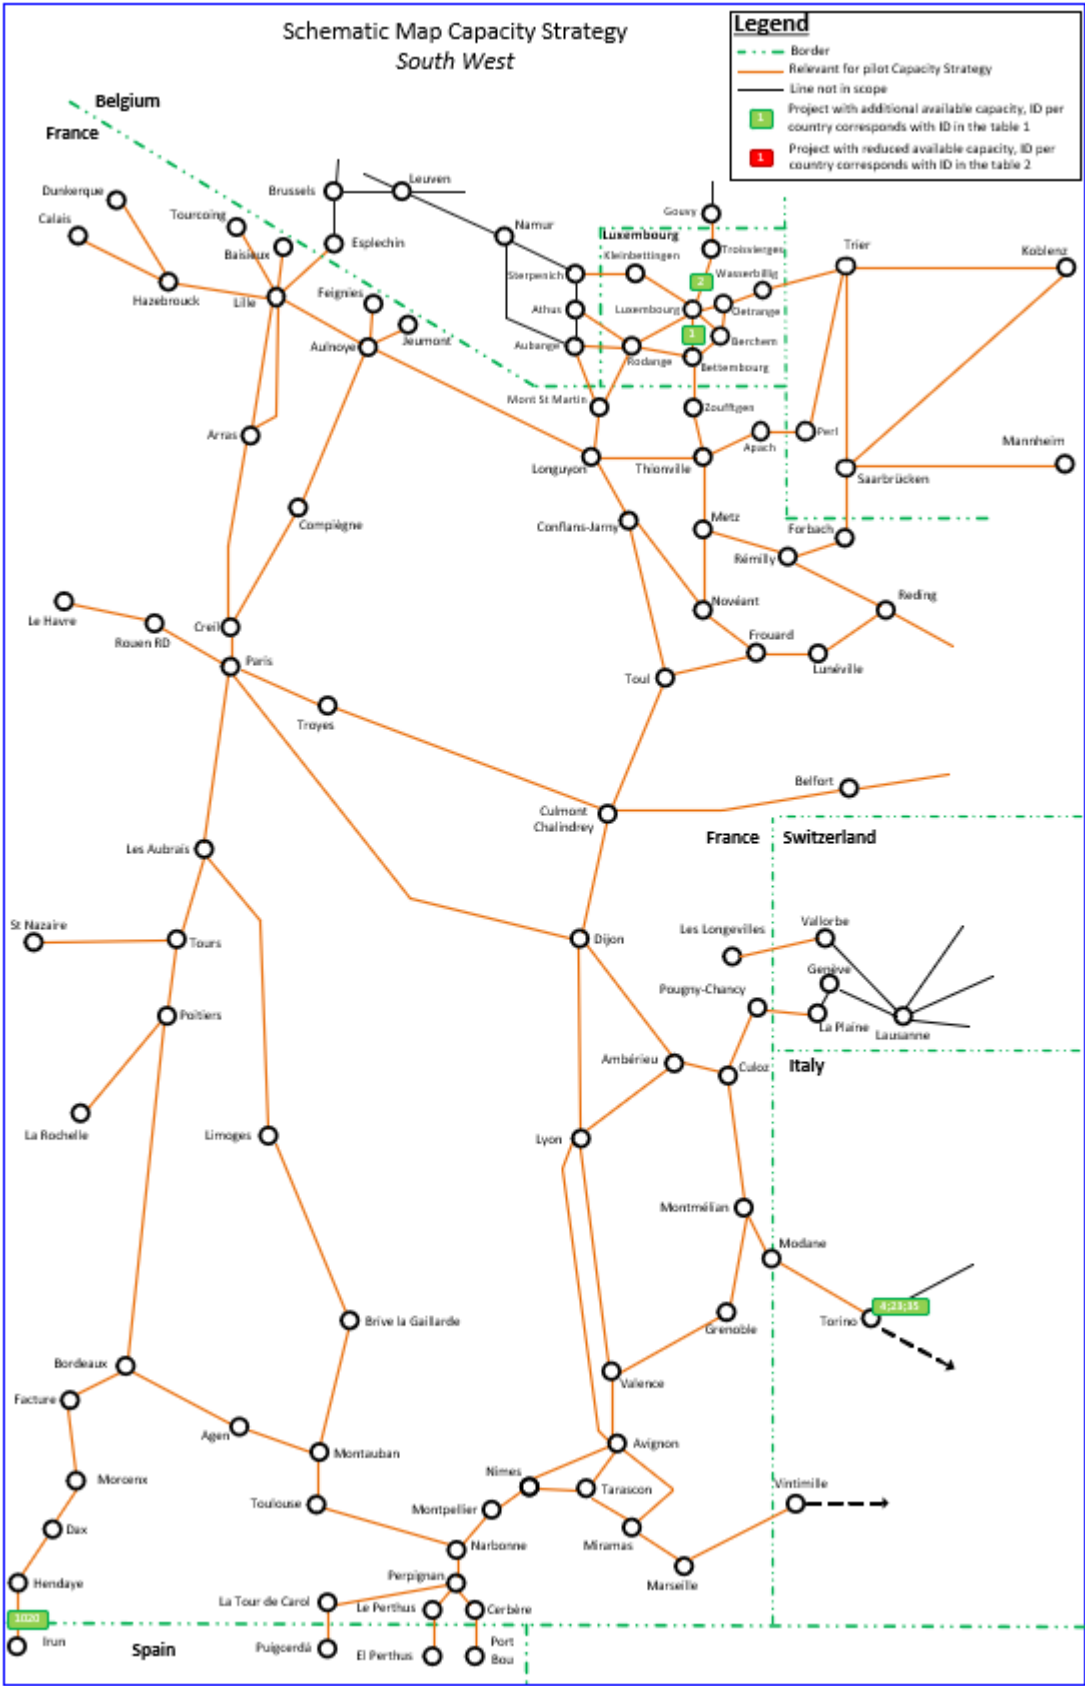 Schematic Map Capacity Strategy
South West
Legend
Border
Relevant for pilot Capacity Strategy
Line not in scope
1
Project with additional available capacity, ID per
country corresponds with ID in the table 1
1
Project with reduced available capacity, ID per
country corresponds with ID in the table 2
Belgium
France
Dunkerque
Calais
Tourcoing
Baisieux
Hazebrouck
Lille
Brussels
Leuven
Esplechin
Feignies
Aulnoye
Jeumont
Namur
Sterpenich
Athus
Aubange
Mont St Martin
Gouvy
Luxembourg
Troisvierges
Kleinbettingen
Wasserbillig
2
Luxembourg
Oetrange
1
Berchem
Rodange
Bettembourg
Trier
Koblenz
Zoufftgen
Apach
Perl
Mannheim
Saarbrücken
Longuyon
Thionville
Arras
Compiègne
Conflans-Jarny
Metz
Forbach
Rémilly
Novéant
Reding
Frouard
Lunéville
Toul
Le Havre
Rouen RD
Creil
Paris
Troyes
Belfort
Culmont
Chalindrey
France
Switzerland
Les Aubrais
St Nazaire
Tours
Dijon
Les Longevilles
Vallorbe
Genève
Pougny-Chancy
La Plaine
Lausanne
Poitiers
Ambérieu
Culoz
Italy
La Rochelle
Limoges
Lyon
Montmélian
Modane
4;23;35
Torino
Grenoble
Brive la Gaillarde
Bordeaux
Facture
Valence
Agen
Montauban
Avignon
Morcenx
Nimes
Tarascon
Vintimille
Toulouse
Montpellier
Dax
Narbonne
Miramas
Marseille
Hendaye
Perpignan
La Tour de Carol
Le Perthus
Cerbère
1020
Irun
Spain
Puigcerdá
El Perthus
Port
Bou